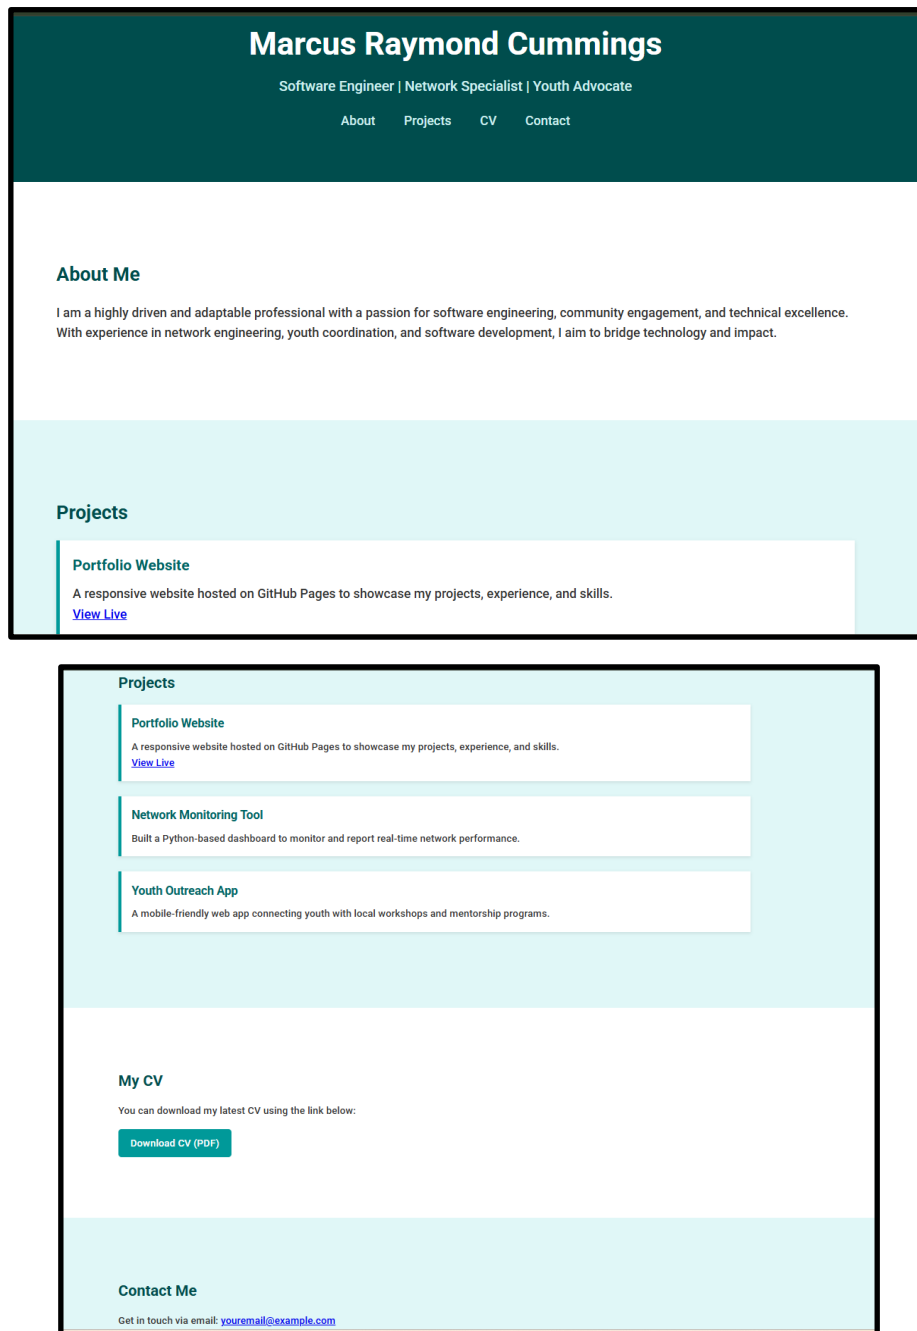 Marcus Raymond Cummings
Software Engineer | Network Specialist | Youth Advocate
About Projects CV Contact
About Me
I am a highly driven and adaptable professional with a passion for software engineering, community engagement, and technical excellence.
With experience in network engineering, youth coordination, and software development, I aim to bridge technology and impact.
Projects
Portfolio Website
A responsive website hosted on GitHub Pages to showcase my projects, experience, and skills.
View Live
Projects
Portfolio Website
A responsive website hosted on GitHub Pages to showcase my projects, experience, and skills.
View Live
Network Monitoring Tool
Built a Python-based dashboard to monitor and report real-time network performance.
Youth Outreach App
A mobile-friendly web app connecting youth with local workshops and mentorship programs.
My CV
You can download my latest CV using the link below:
Download CV (PDF)
Contact Me
Get in touch via email: youremail@example.com